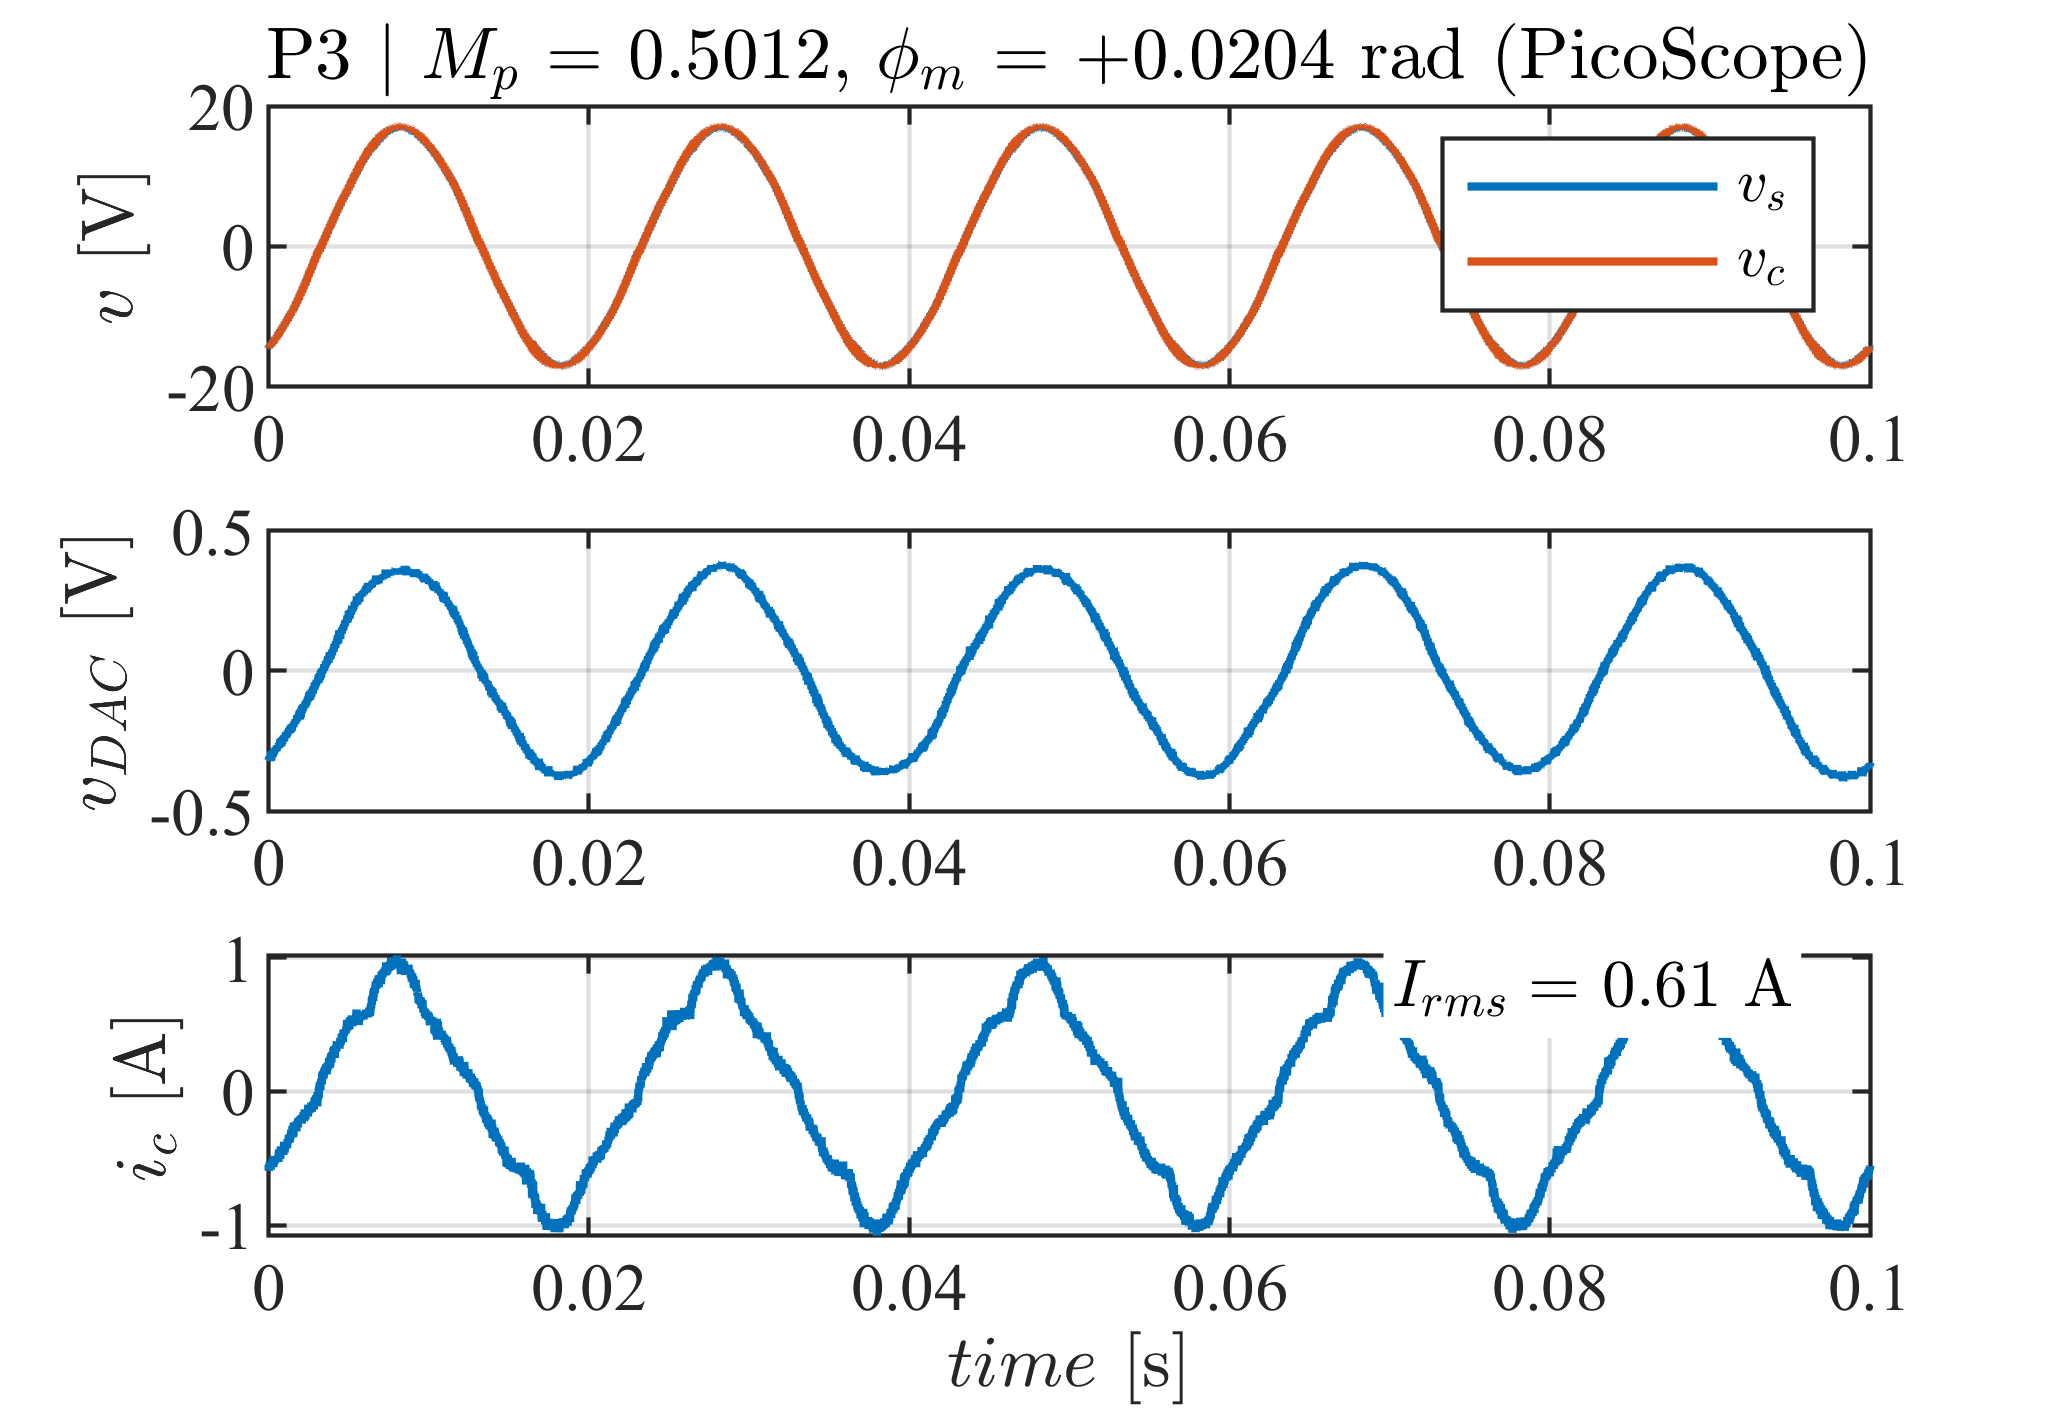 P3 | M_p = 0.5012, ϕ_m = +0.0204 rad (PicoScope)
20
0
-20
v [V]
v_s
v_c
0 0.02 0.04 0.06 0.08 0.1
0.5
0
-0.5
v_DAC [V]
0 0.02 0.04 0.06 0.08 0.1
1
0
-1
i_c [A]
I_rms = 0.61 A
0 0.02 0.04 0.06 0.08 0.1
time [s]